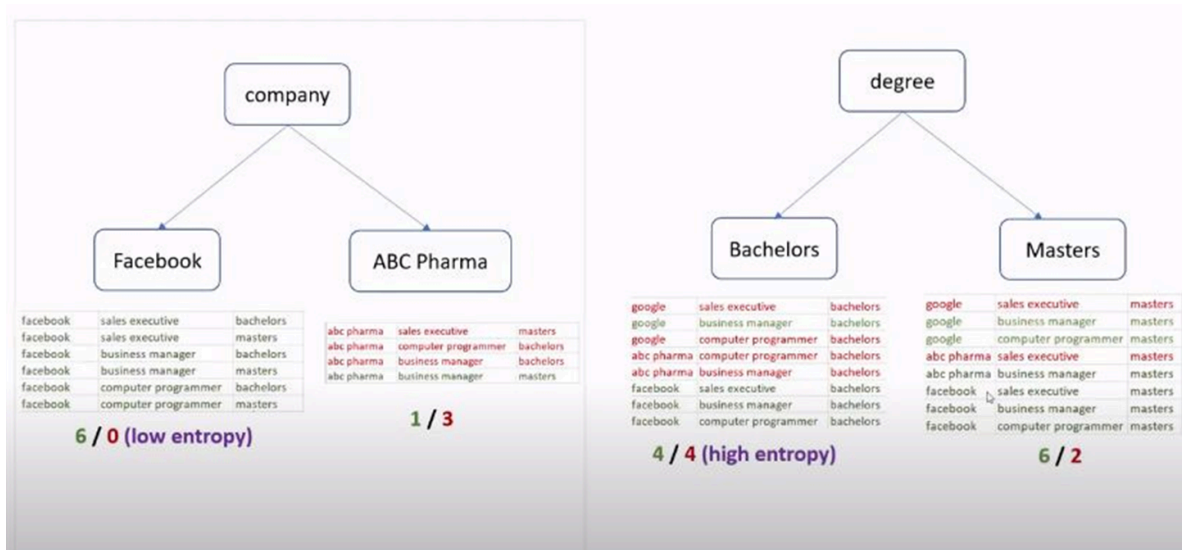 company
Facebook
ABC Pharma
facebook sales executive bachelors
facebook sales executive masters
facebook business manager bachelors
facebook business manager masters
facebook computer programmer bachelors
facebook computer programmer masters
6 / 0 (low entropy)
abc pharma sales executive masters
abc pharma computer programmer bachelors
abc pharma business manager bachelors
abc pharma business manager masters
1 / 3
degree
Bachelors
Masters
google sales executive bachelors
google business manager bachelors
google computer programmer bachelors
abc pharma computer programmer bachelors
abc pharma business manager bachelors
facebook sales executive bachelors
facebook business manager bachelors
facebook computer programmer bachelors
4 / 4 (high entropy)
google sales executive masters
google business manager masters
google computer programmer masters
abc pharma sales executive masters
abc pharma business manager masters
facebook sales executive masters
facebook business manager masters
facebook computer programmer masters
6 / 2